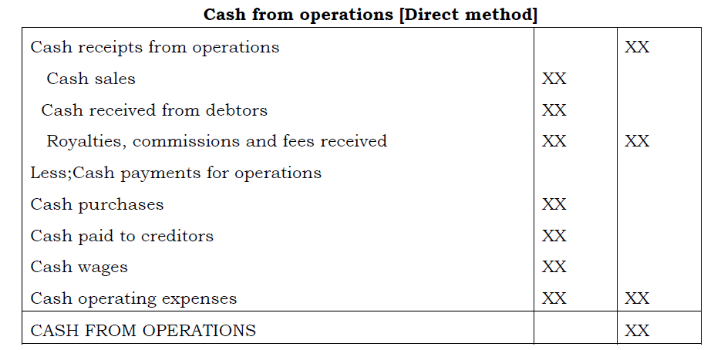 Cash from operations [Direct method]
Cash receipts from operations XX
Cash sales XX
Cash received from debtors XX
Royalties, commissions and fees received XX XX
Less;Cash payments for operations
Cash purchases XX
Cash paid to creditors XX
Cash wages XX
Cash operating expenses XX XX
CASH FROM OPERATIONS XX